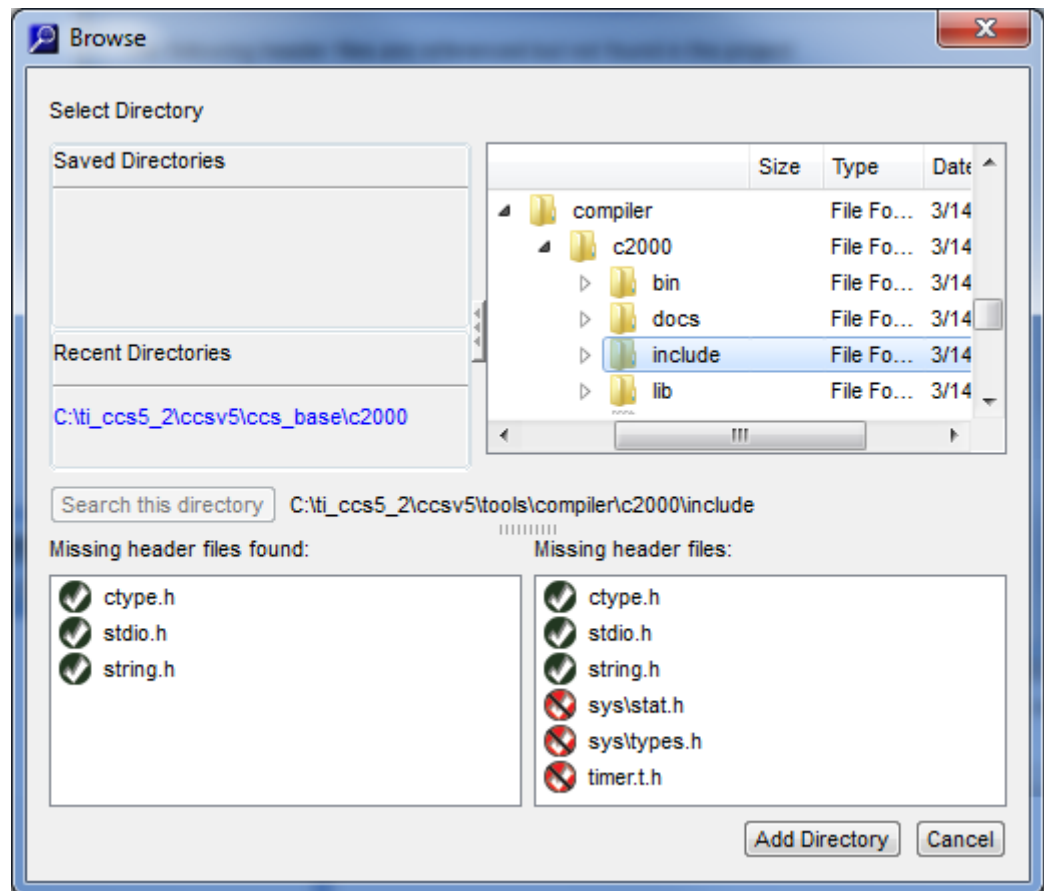 Browse
Select Directory
Saved Directories
Recent Directories
C:\ti_ccs5_2\ccsv5\ccs_base\c2000
Size Type Date
compiler File Fo... 3/14
c2000 File Fo... 3/14
bin File Fo... 3/14
docs File Fo... 3/14
include File Fo... 3/14
lib File Fo... 3/14
Search this directory C:\ti_ccs5_2\ccsv5\tools\compiler\c2000\include
Missing header files found:
ctype.h
stdio.h
string.h
Missing header files:
ctype.h
stdio.h
string.h
sys\stat.h
sys\types.h
timer.t.h
Add Directory Cancel